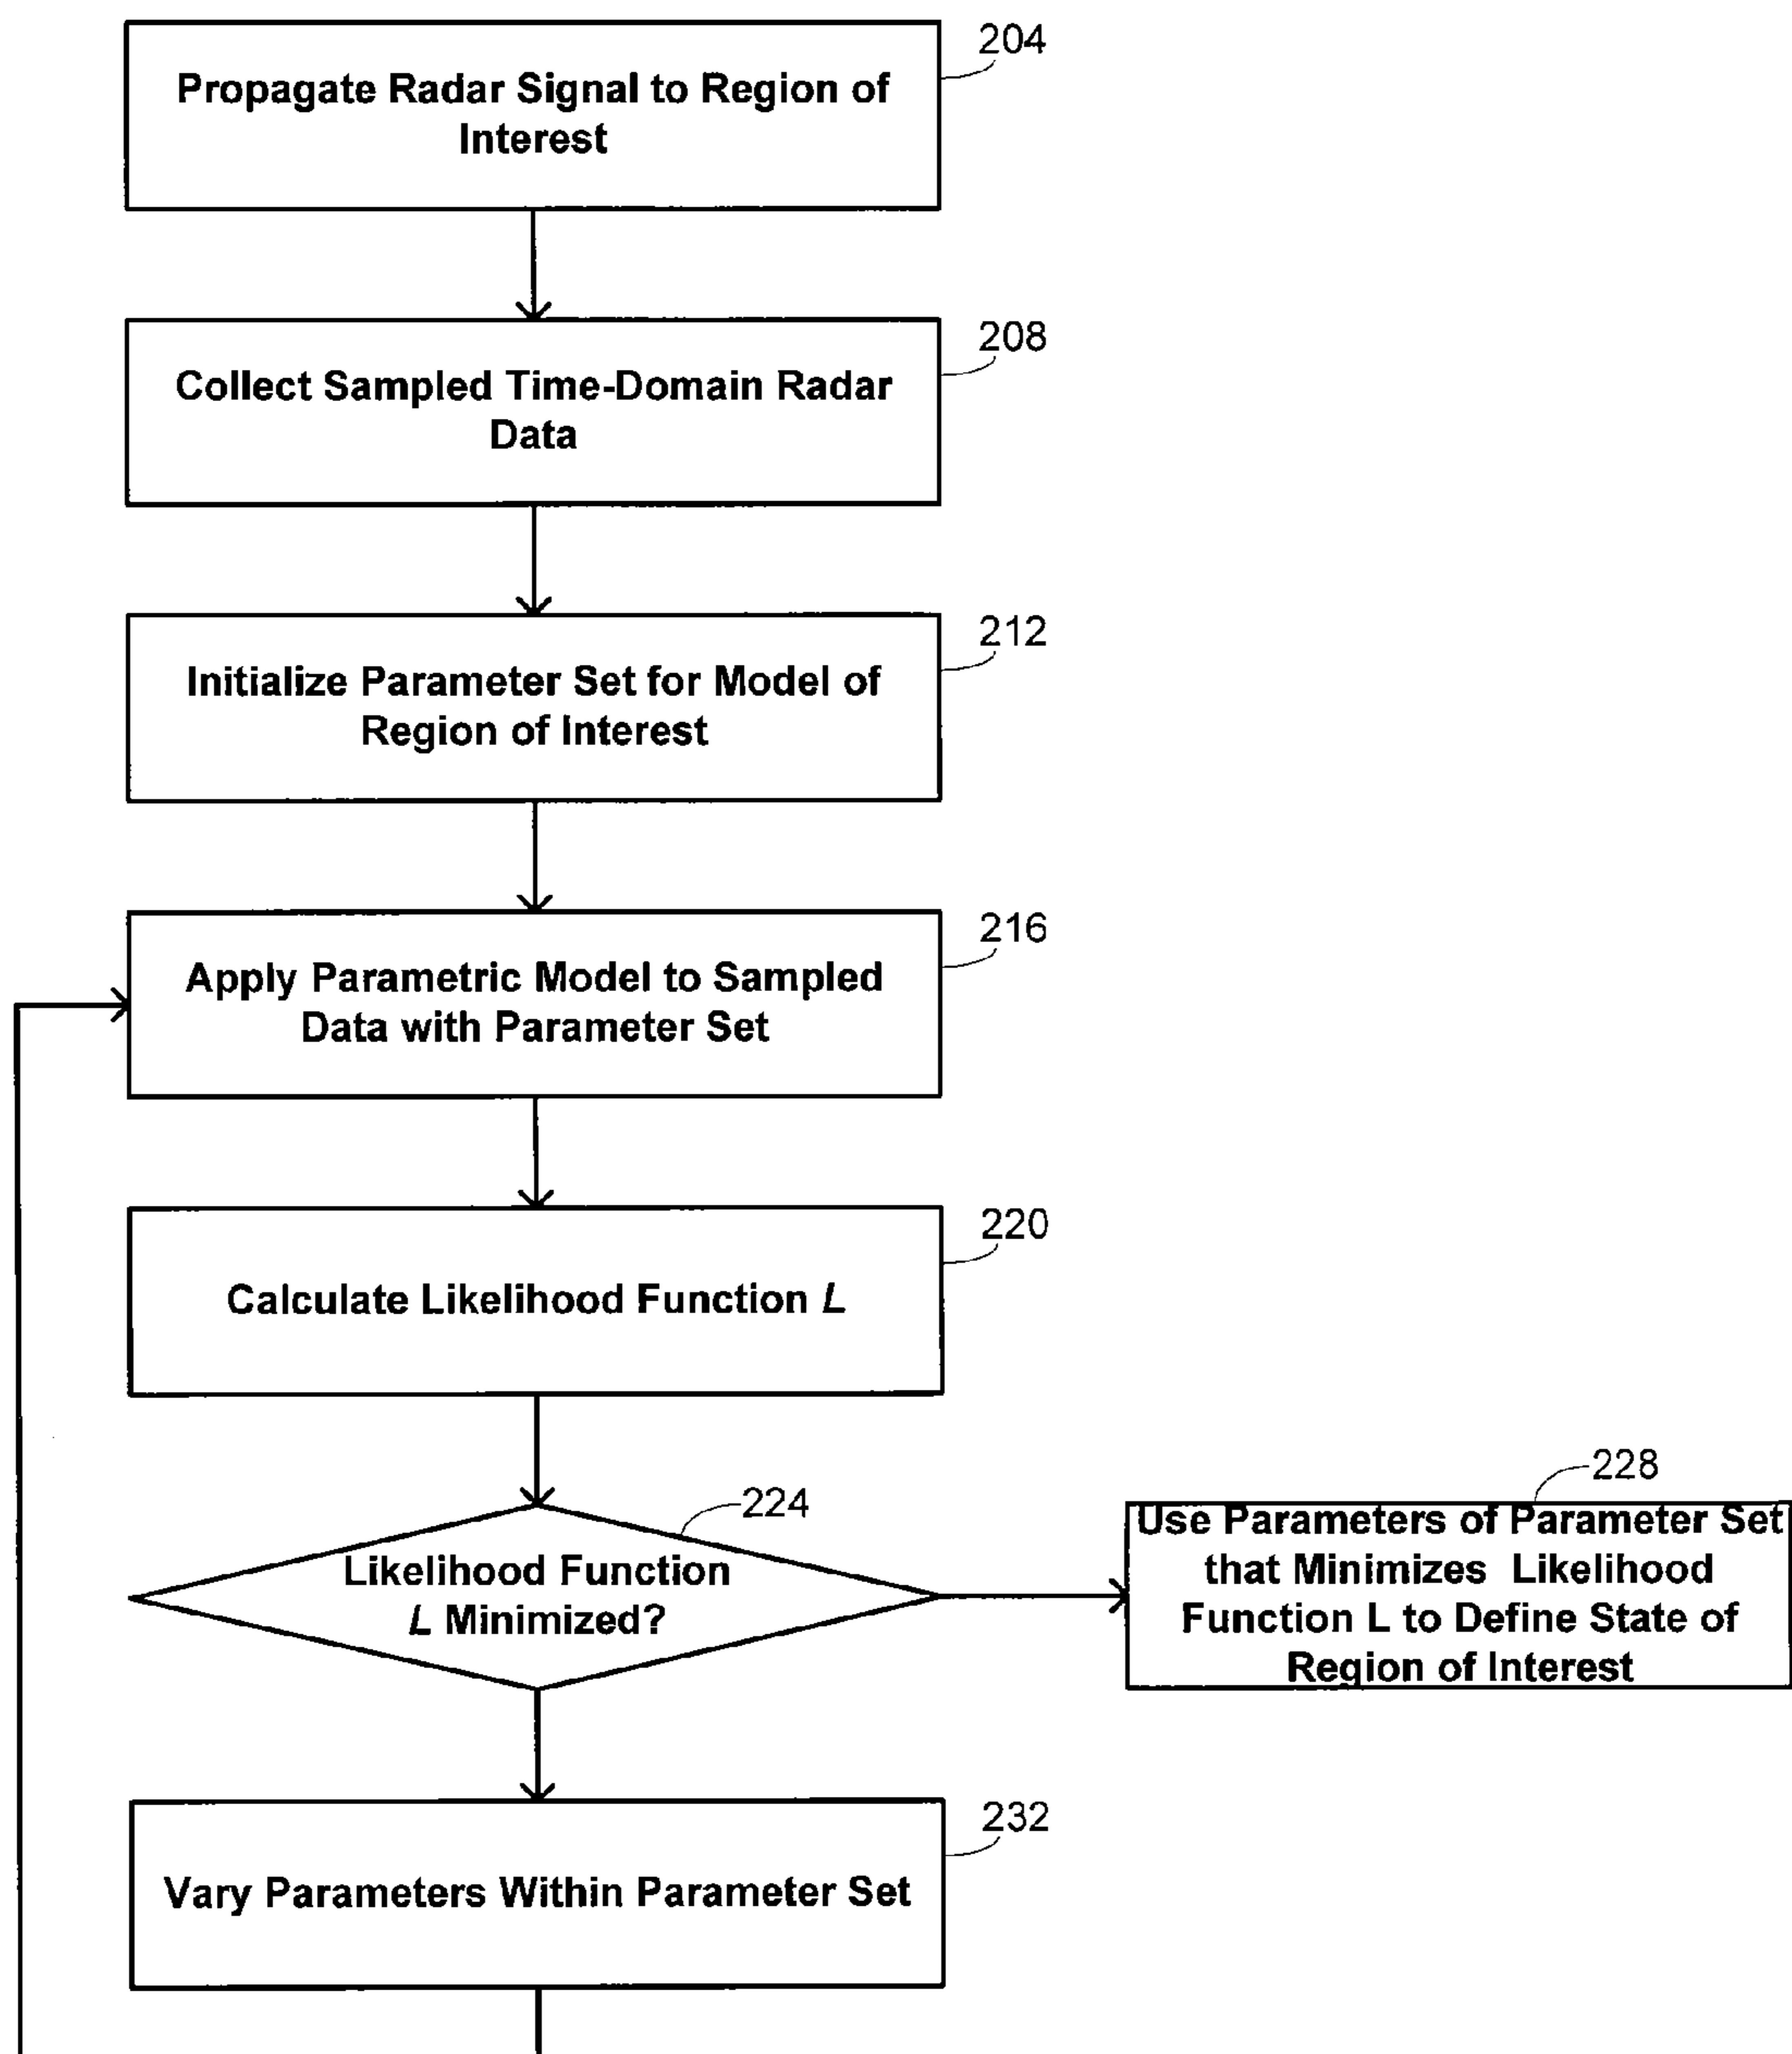 204
Propagate Radar Signal to Region of
Interest
208
Collect Sampled Time-Domain Radar
Data
212
Initialize Parameter Set for Model of
Region of Interest
216
Apply Parametric Model to Sampled
Data with Parameter Set
220
Calculate Likelihood Function L
224
Likelihood Function
L Minimized?
228
Use Parameters of Parameter Set
that Minimizes Likelihood
Function L to Define State of
Region of Interest
232
Vary Parameters Within Parameter Set